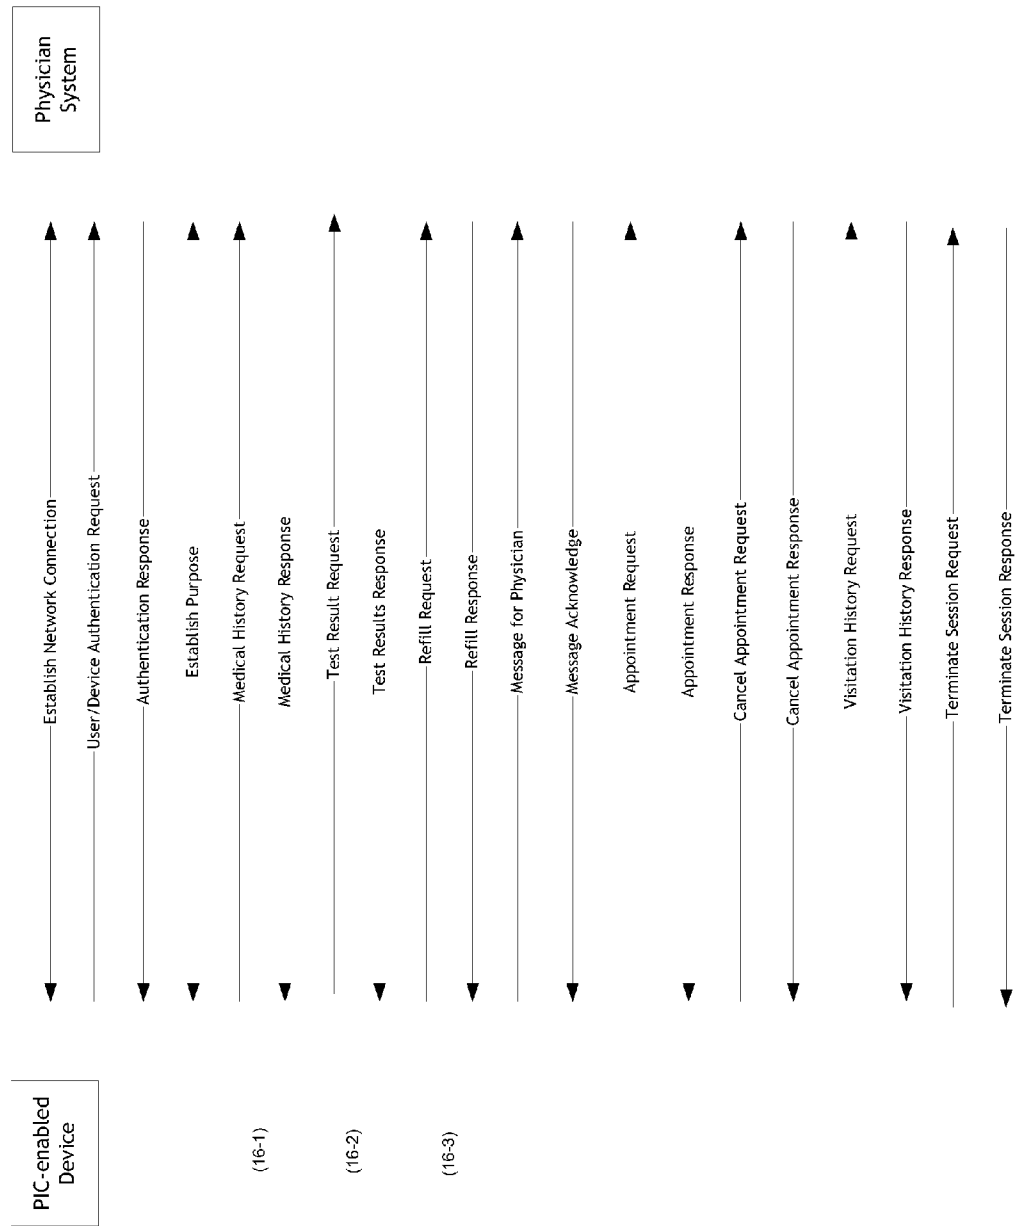 PIC-enabled
Device
Physician
System
Establish Network Connection
User/Device Authentication Request
Authentication Response
Establish Purpose
Medical History Request
(16-1)
Medical History Response
Test Result Request
(16-2)
Test Results Response
Refill Request
(16-3)
Refill Response
Message for Physician
Message Acknowledge
Appointment Request
Appointment Response
Cancel Appointment Request
Cancel Appointment Response
Visitation History Request
Visitation History Response
Terminate Session Request
Terminate Session Response